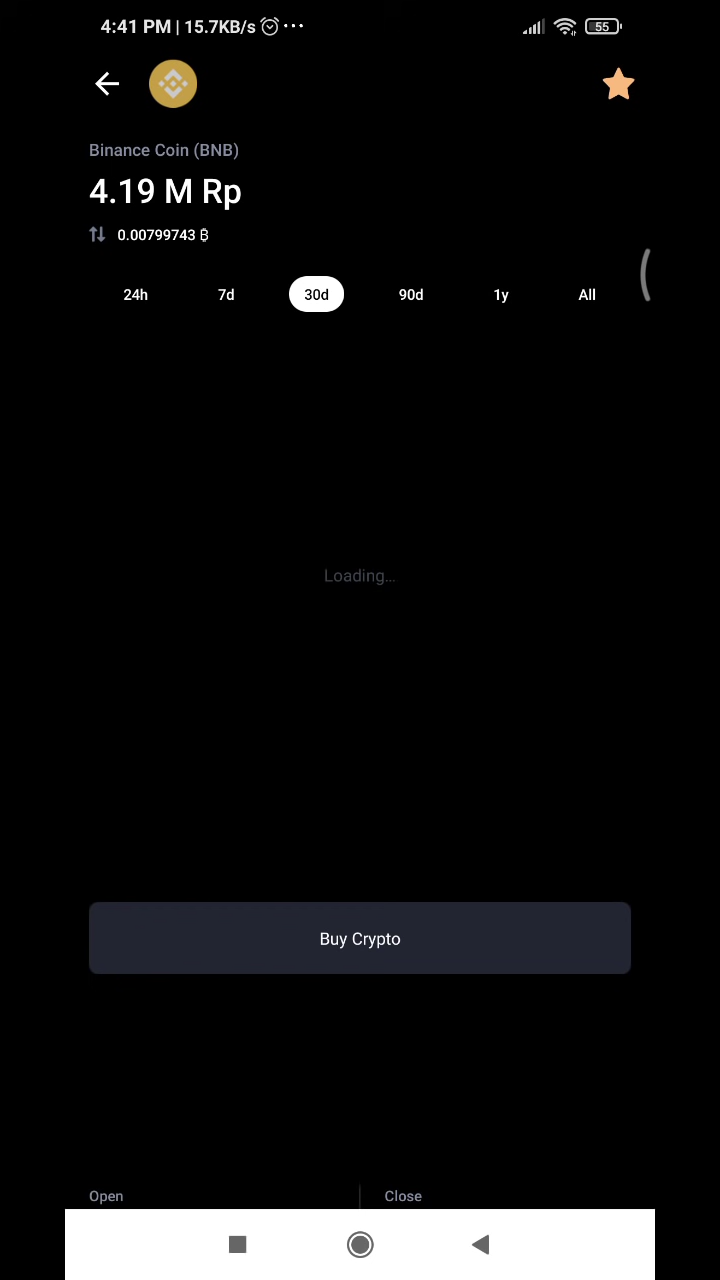 4:41 PM | 15.7KB/s ...
55
Binance Coin (BNB)
4.19 M Rp
0.00799743 ₿
24h 7d 30d 90d 1y All
Loading...
Buy Crypto
Open Close